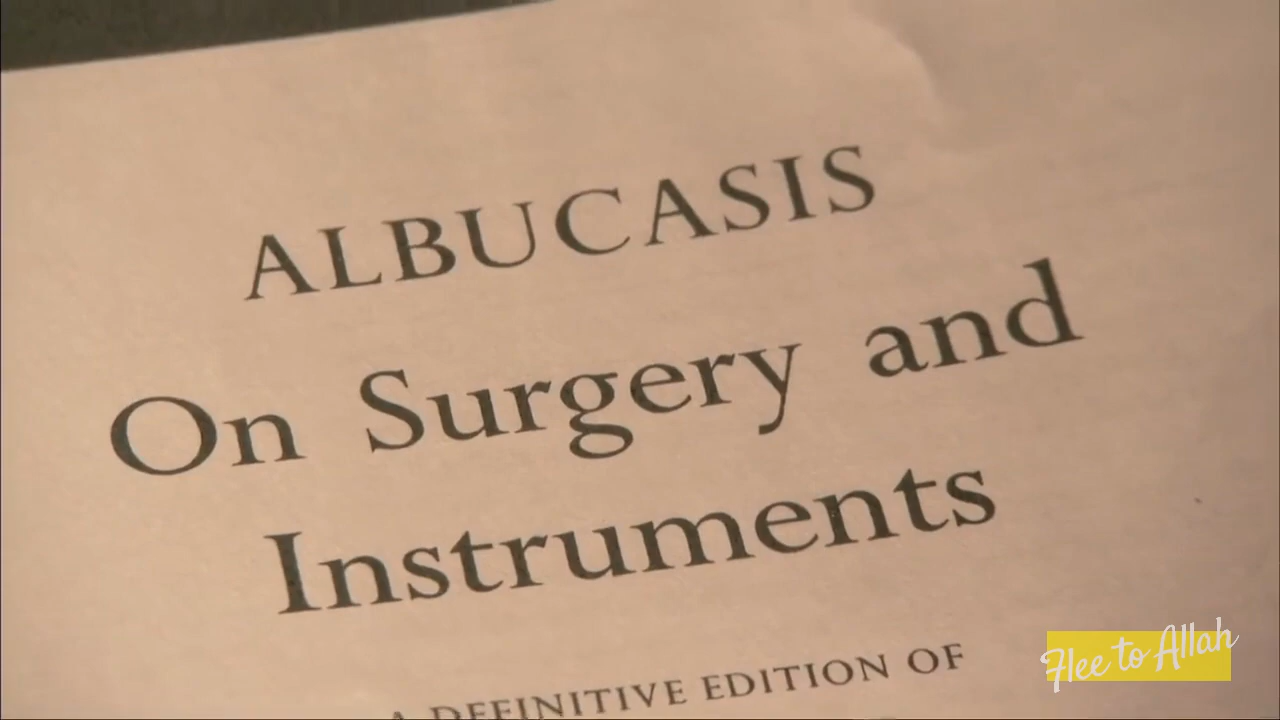 ALBUCASIS
On Surgery and
Instruments
A DEFINITIVE EDITION OF
Flee to Allah